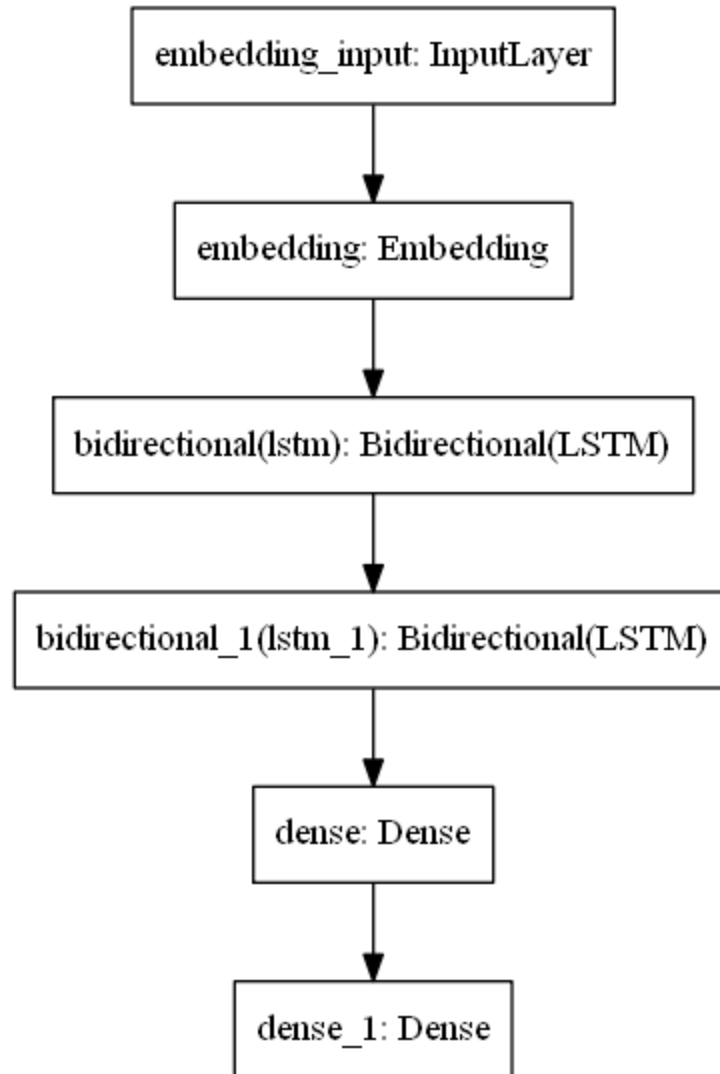 embedding_input: InputLayer
embedding: Embedding
bidirectional(lstm): Bidirectional(LSTM)
bidirectional_1(lstm_1): Bidirectional(LSTM)
dense: Dense
dense_1: Dense